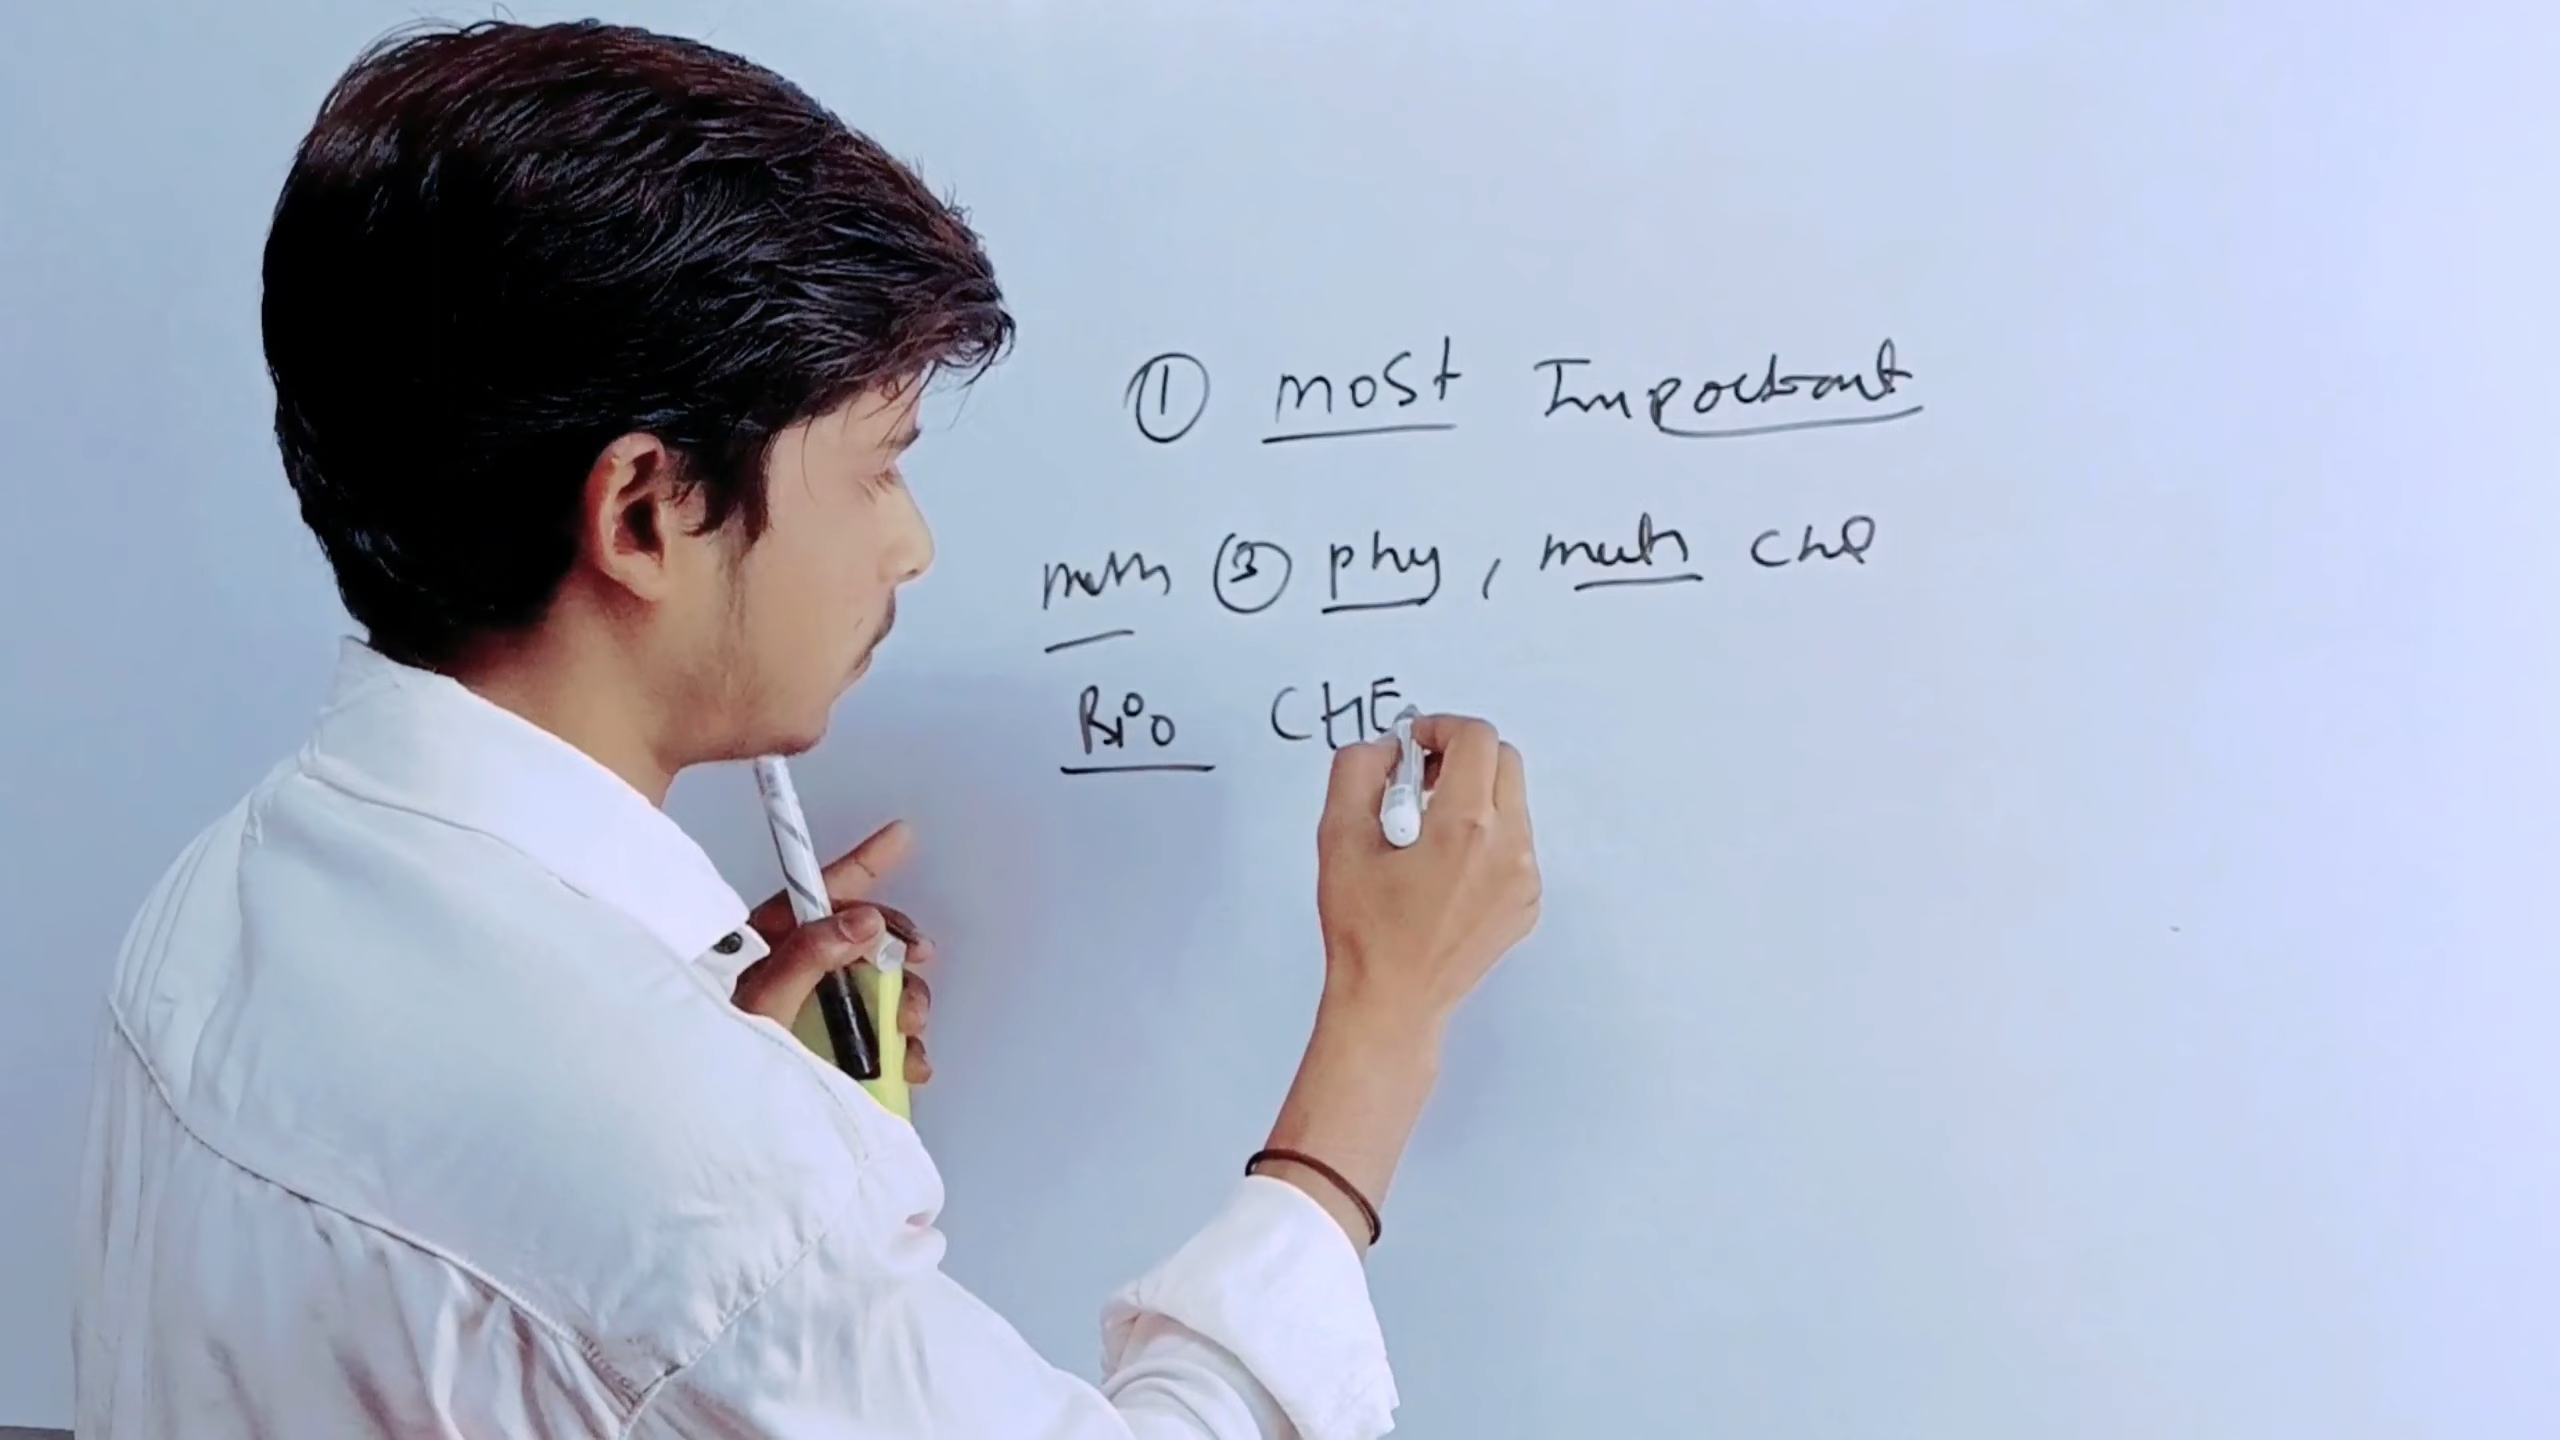 ① most Important
math ③ phy, math che
Bio CHE